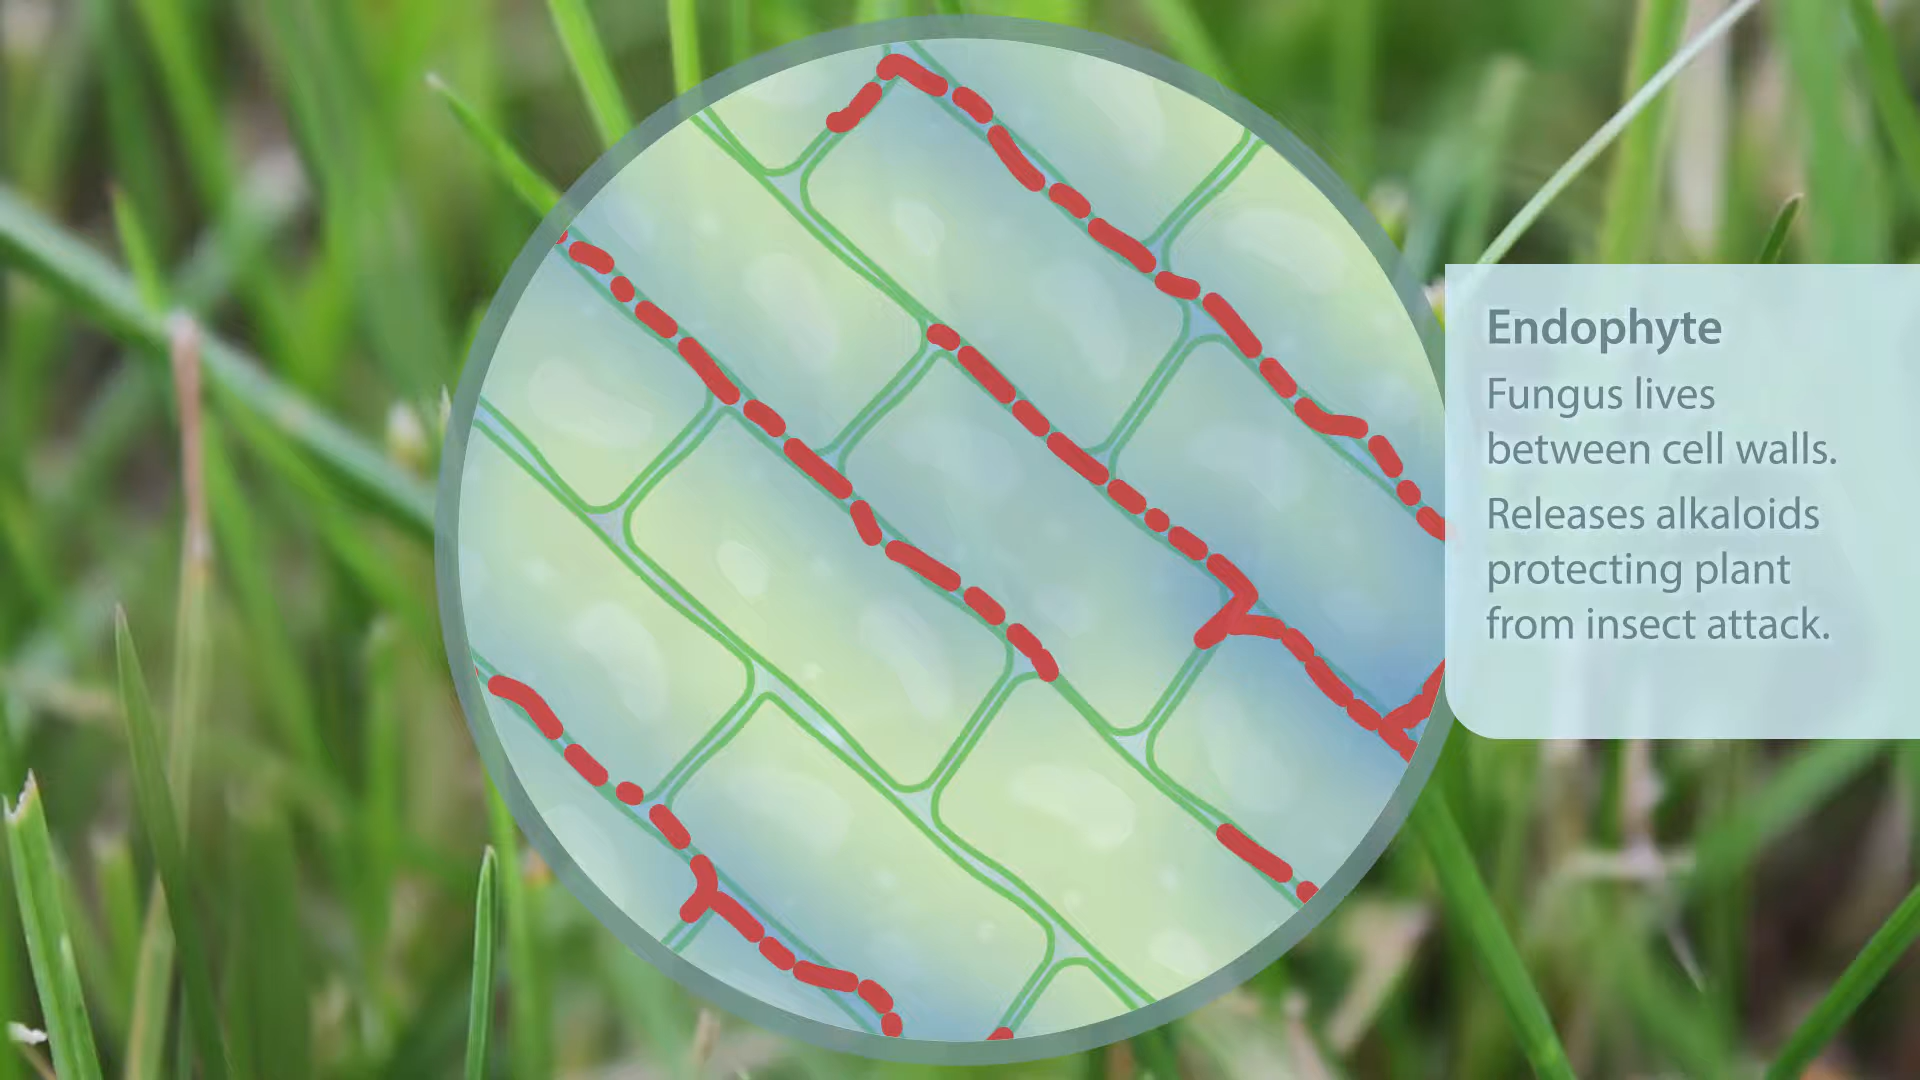 Endophyte
Fungus lives
between cell walls.
Releases alkaloids
protecting plant
from insect attack.